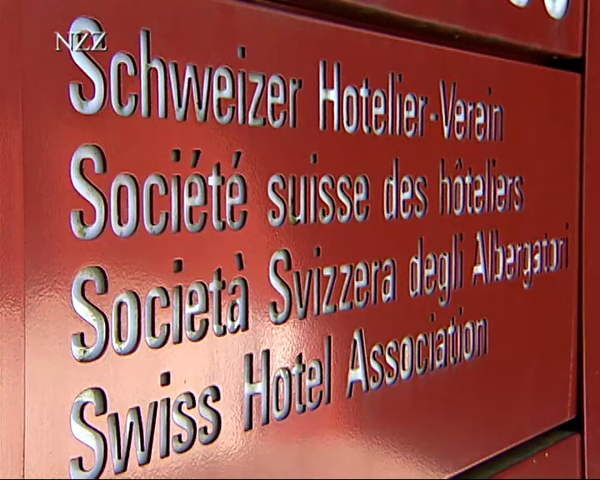 NZZ
Schweizer Hotelier-Verein
Société suisse des hôteliers
Società Svizzera degli Albergatori
Swiss Hotel Association